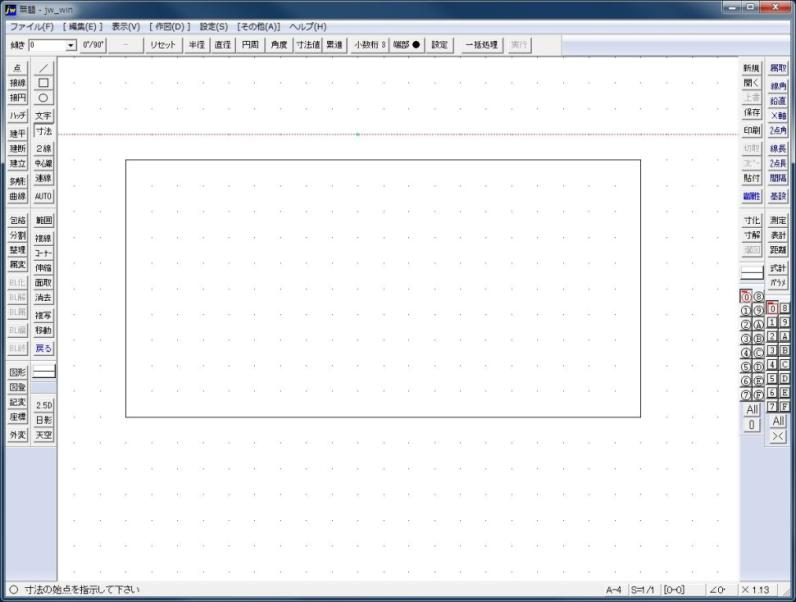 無題 - jw_win
ファイル(F) [編集(E)] 表示(V) [作図(D)] 設定(S) [その他(A)] ヘルプ(H)
傾き 0 0°/90° - リセット 半径 直径 円周 角度 寸法値 累進 小数桁 3 端部 ● 設定 一括処理 実行
点 ／ □ ○
接線
接円
ハッチ 文字
建平 寸法
建断 2線
建立 中心線
多角形 連線
曲線 AUTO
包絡 範囲
分割 複線
整理 コーナー
属変 伸縮
BL化 面取
BL解 消去
BL属 複写
BL編 移動
BL終 戻る
図形
図登
記変 2.5D
座標 日影
外変 天空
新規 属取
開く 線角
上書 鉛直
保存 X軸
印刷 2点角
切取 線長
コピー 2点長
貼付 間隔
線属性 基設
寸化 測定
寸解 表計
選図 距離
式計
パラメ
0 8 0 8
1 9 1 9
2 A 2 A
3 B 3 B
4 C 4 C
5 D 5 D
6 E 6 E
7 F 7 F
All All
0 ×
○ 寸法の始点を指示して下さい A-4 S=1/1 [0-0] ∠0 × 1.13